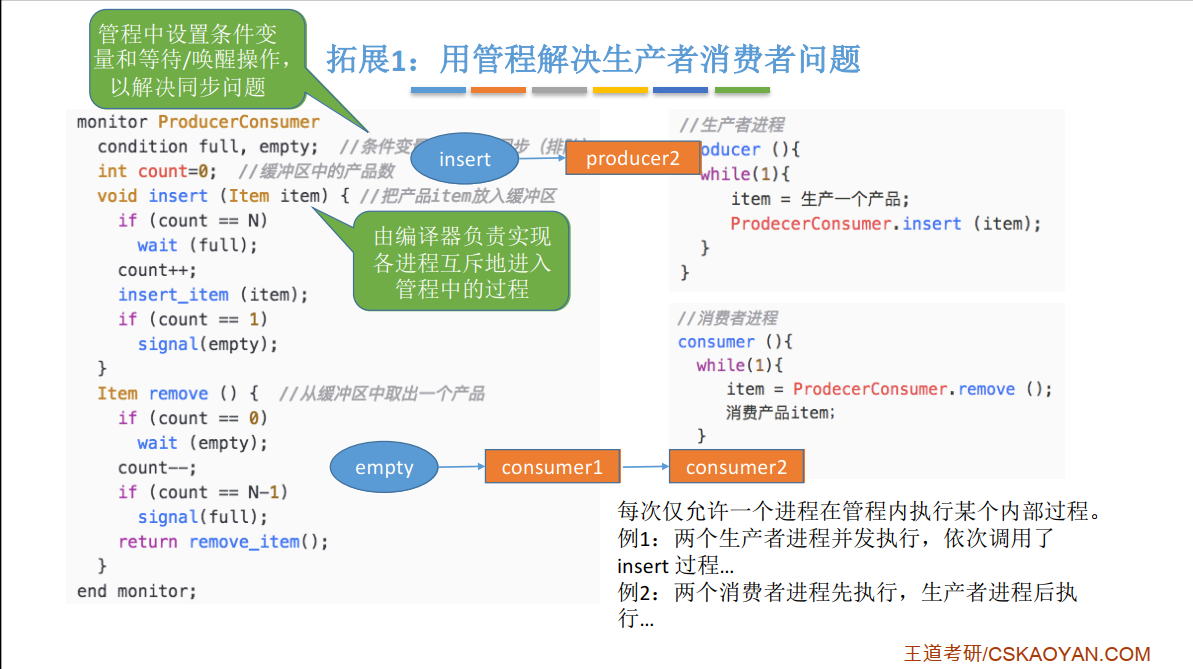 管程中设置条件变
量和等待/唤醒操作，
以解决同步问题
拓展1：用管程解决生产者消费者问题
monitor ProducerConsumer
condition full, empty; //条件变量 步（排队）
int count=0; //缓冲区中的产品数
void insert (Item item) { //把产品item放入缓冲区
if (count == N)
wait (full);
count++;
insert_item (item);
if (count == 1)
signal(empty);
}
Item remove () { //从缓冲区中取出一个产品
if (count == 0)
wait (empty);
count--;
if (count == N-1)
signal(full);
return remove_item();
}
end monitor;
insert
producer2
由编译器负责实现
各进程互斥地进入
管程中的过程
empty
consumer1
consumer2
//生产者进程
oducer (){
while(1){
item = 生产一个产品;
ProdecerConsumer.insert (item);
}
}
//消费者进程
consumer (){
while(1){
item = ProdecerConsumer.remove ();
消费产品item;
}
每次仅允许一个进程在管程内执行某个内部过程。
例1：两个生产者进程并发执行，依次调用了
insert 过程…
例2：两个消费者进程先执行，生产者进程后执
行…
王道考研/CSKAOYAN.COM